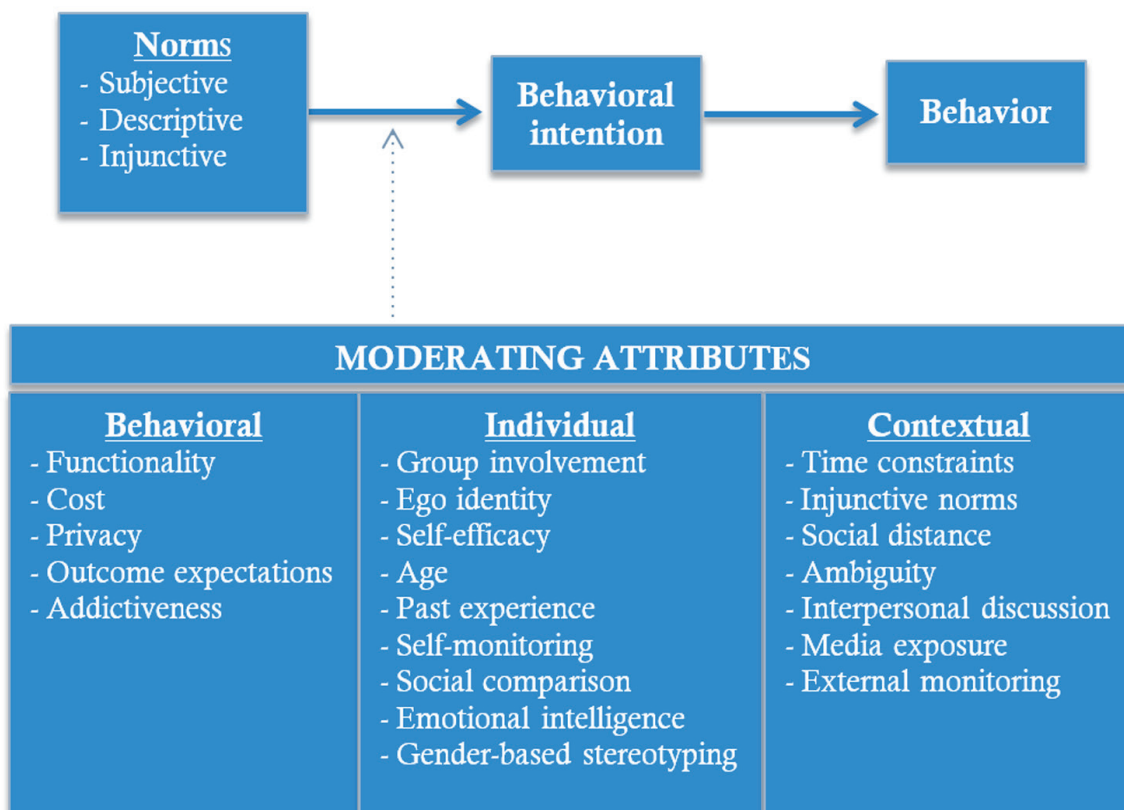 Norms
- Subjective
- Descriptive
- Injunctive
Behavioral
intention
Behavior
MODERATING ATTRIBUTES
Behavioral
- Functionality
- Cost
- Privacy
- Outcome expectations
- Addictiveness
Individual
- Group involvement
- Ego identity
- Self-efficacy
- Age
- Past experience
- Self-monitoring
- Social comparison
- Emotional intelligence
- Gender-based stereotyping
Contextual
- Time constraints
- Injunctive norms
- Social distance
- Ambiguity
- Interpersonal discussion
- Media exposure
- External monitoring